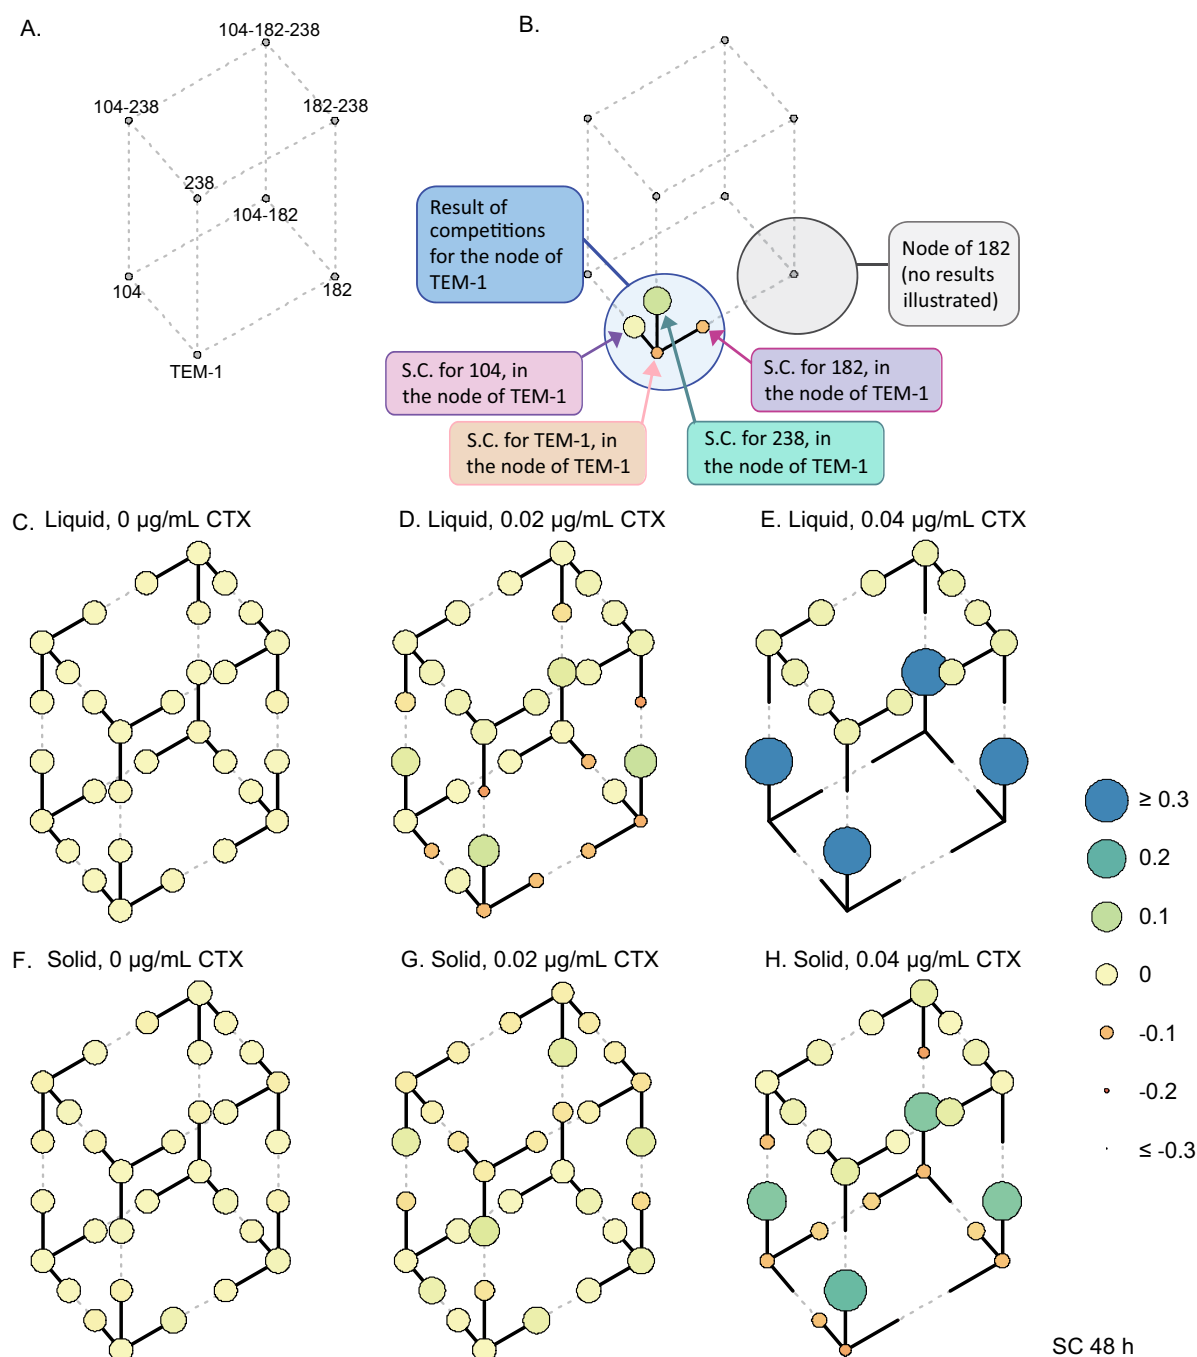 A.
104-182-238
104-238
182-238
238
104-182
104
182
TEM-1
B.
Result of
competitions
for the node of
TEM-1
Node of 182
(no results
illustrated)
S.C. for 104, in
the node of TEM-1
S.C. for 182, in
the node of TEM-1
S.C. for TEM-1, in
the node of TEM-1
S.C. for 238, in
the node of TEM-1
C. Liquid, 0 µg/mL CTX
D. Liquid, 0.02 µg/mL CTX
E. Liquid, 0.04 µg/mL CTX
≥ 0.3
0.2
0.1
0
-0.1
-0.2
≤ -0.3
F. Solid, 0 µg/mL CTX
G. Solid, 0.02 µg/mL CTX
H. Solid, 0.04 µg/mL CTX
SC 48 h